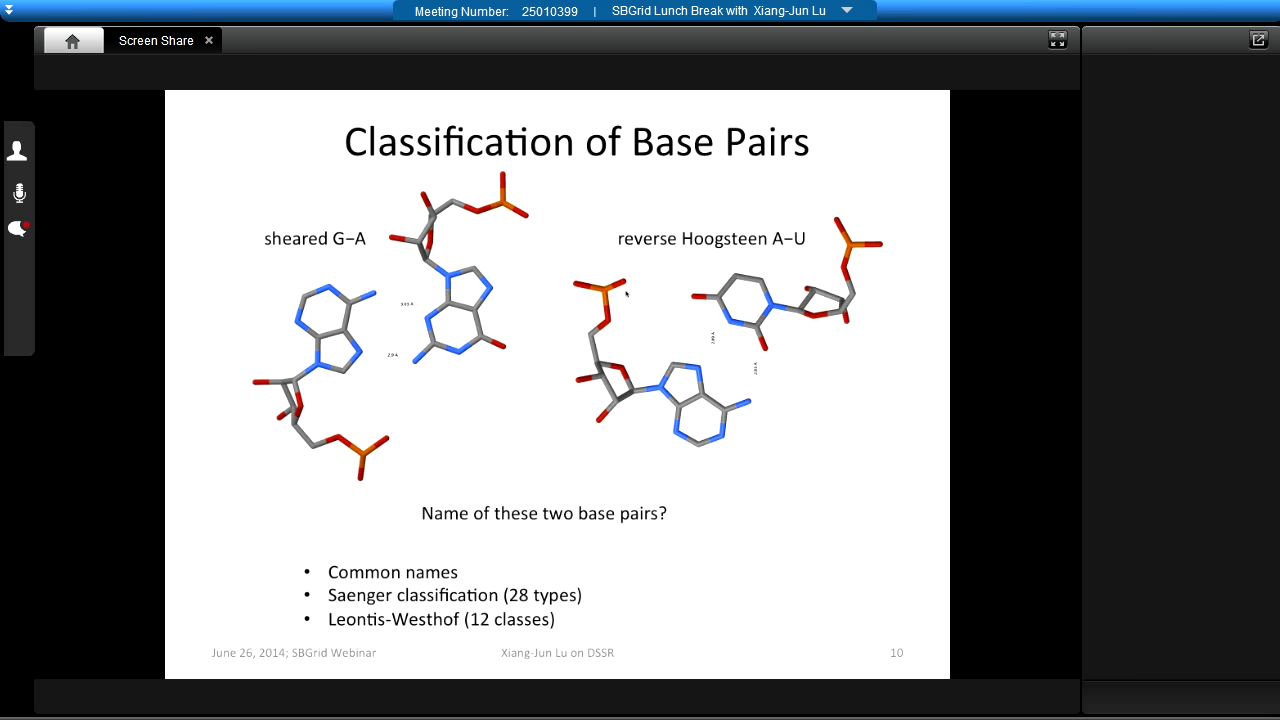 Meeting Number: 25010399 | SBGrid Lunch Break with Xiang-Jun Lu
Screen Share
Classification of Base Pairs
sheared G−A
reverse Hoogsteen A−U
Name of these two base pairs?
• Common names
• Saenger classification (28 types)
• Leontis-Westhof (12 classes)
June 26, 2014; SBGrid Webinar
Xiang-Jun Lu on DSSR
10